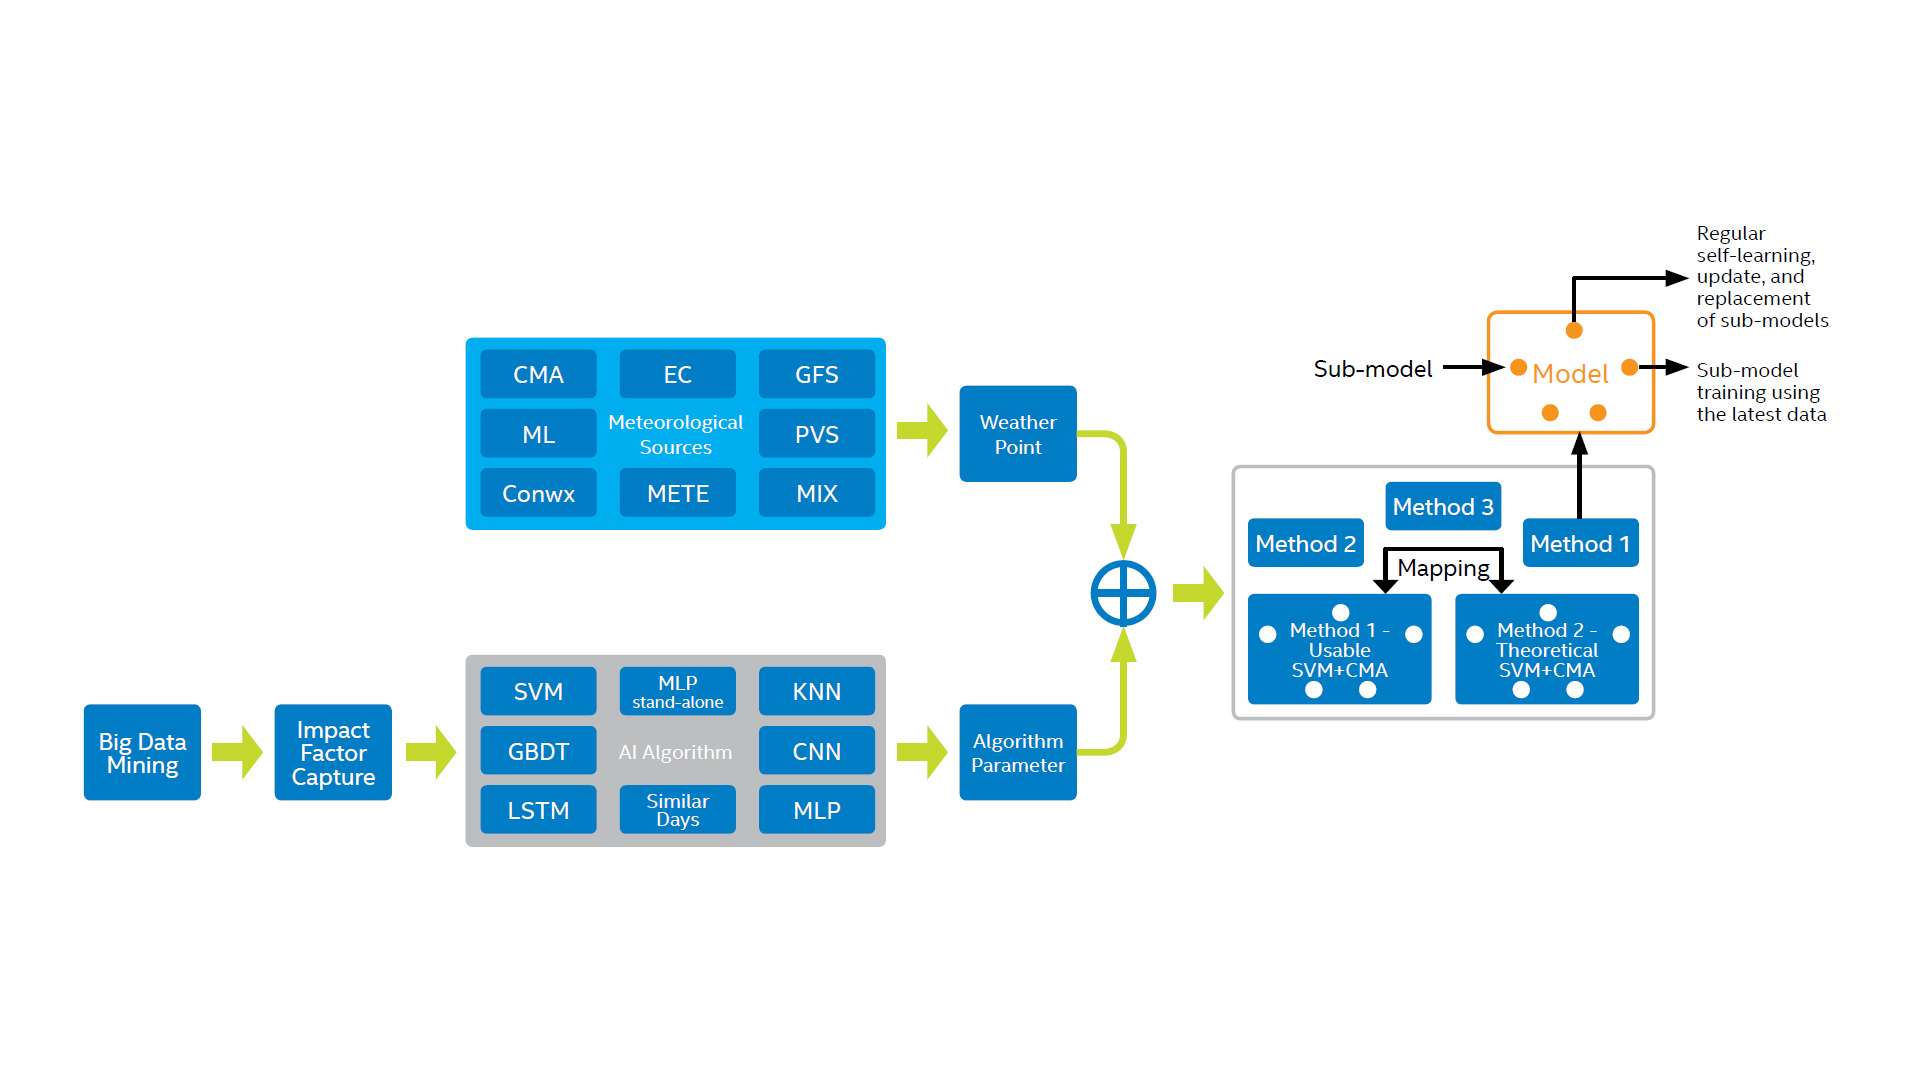 Big Data
Mining
Impact
Factor
Capture
CMA
EC
GFS
ML
Meteorological
Sources
PVS
Conwx
METE
MIX
SVM
MLP
stand-alone
KNN
GBDT
AI Algorithm
CNN
LSTM
Similar
Days
MLP
Weather
Point
Algorithm
Parameter
Regular
self-learning,
update, and
replacement
of sub-models
Sub-model
Model
Sub-model
training using
the latest data
Method 3
Method 2
Method 1
Mapping
Method 1 -
Usable
SVM+CMA
Method 2 -
Theoretical
SVM+CMA